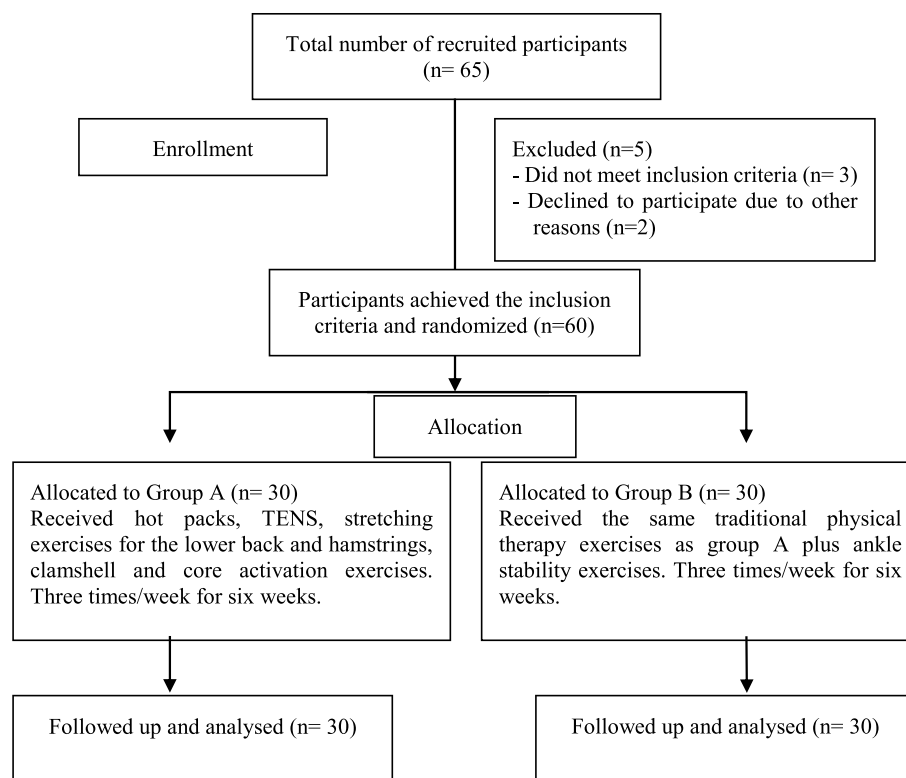 Total number of recruited participants
(n= 65)
Enrollment
Excluded (n=5)
- Did not meet inclusion criteria (n= 3)
- Declined to participate due to other
reasons (n=2)
Participants achieved the inclusion
criteria and randomized (n=60)
Allocation
Allocated to Group A (n= 30)
Received hot packs, TENS, stretching
exercises for the lower back and hamstrings,
clamshell and core activation exercises.
Three times/week for six weeks.
Allocated to Group B (n= 30)
Received the same traditional physical
therapy exercises as group A plus ankle
stability exercises. Three times/week for six
weeks.
Followed up and analysed (n= 30)
Followed up and analysed (n= 30)